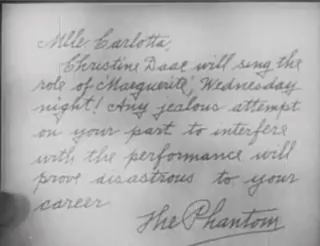 Mlle. Carlotta,
Christine Daae will sing the
role of 'Marguerite', Wednesday
night! Any jealous attempt
on your part to interfere
with the performance will
prove disastrous to your
career
The Phantom